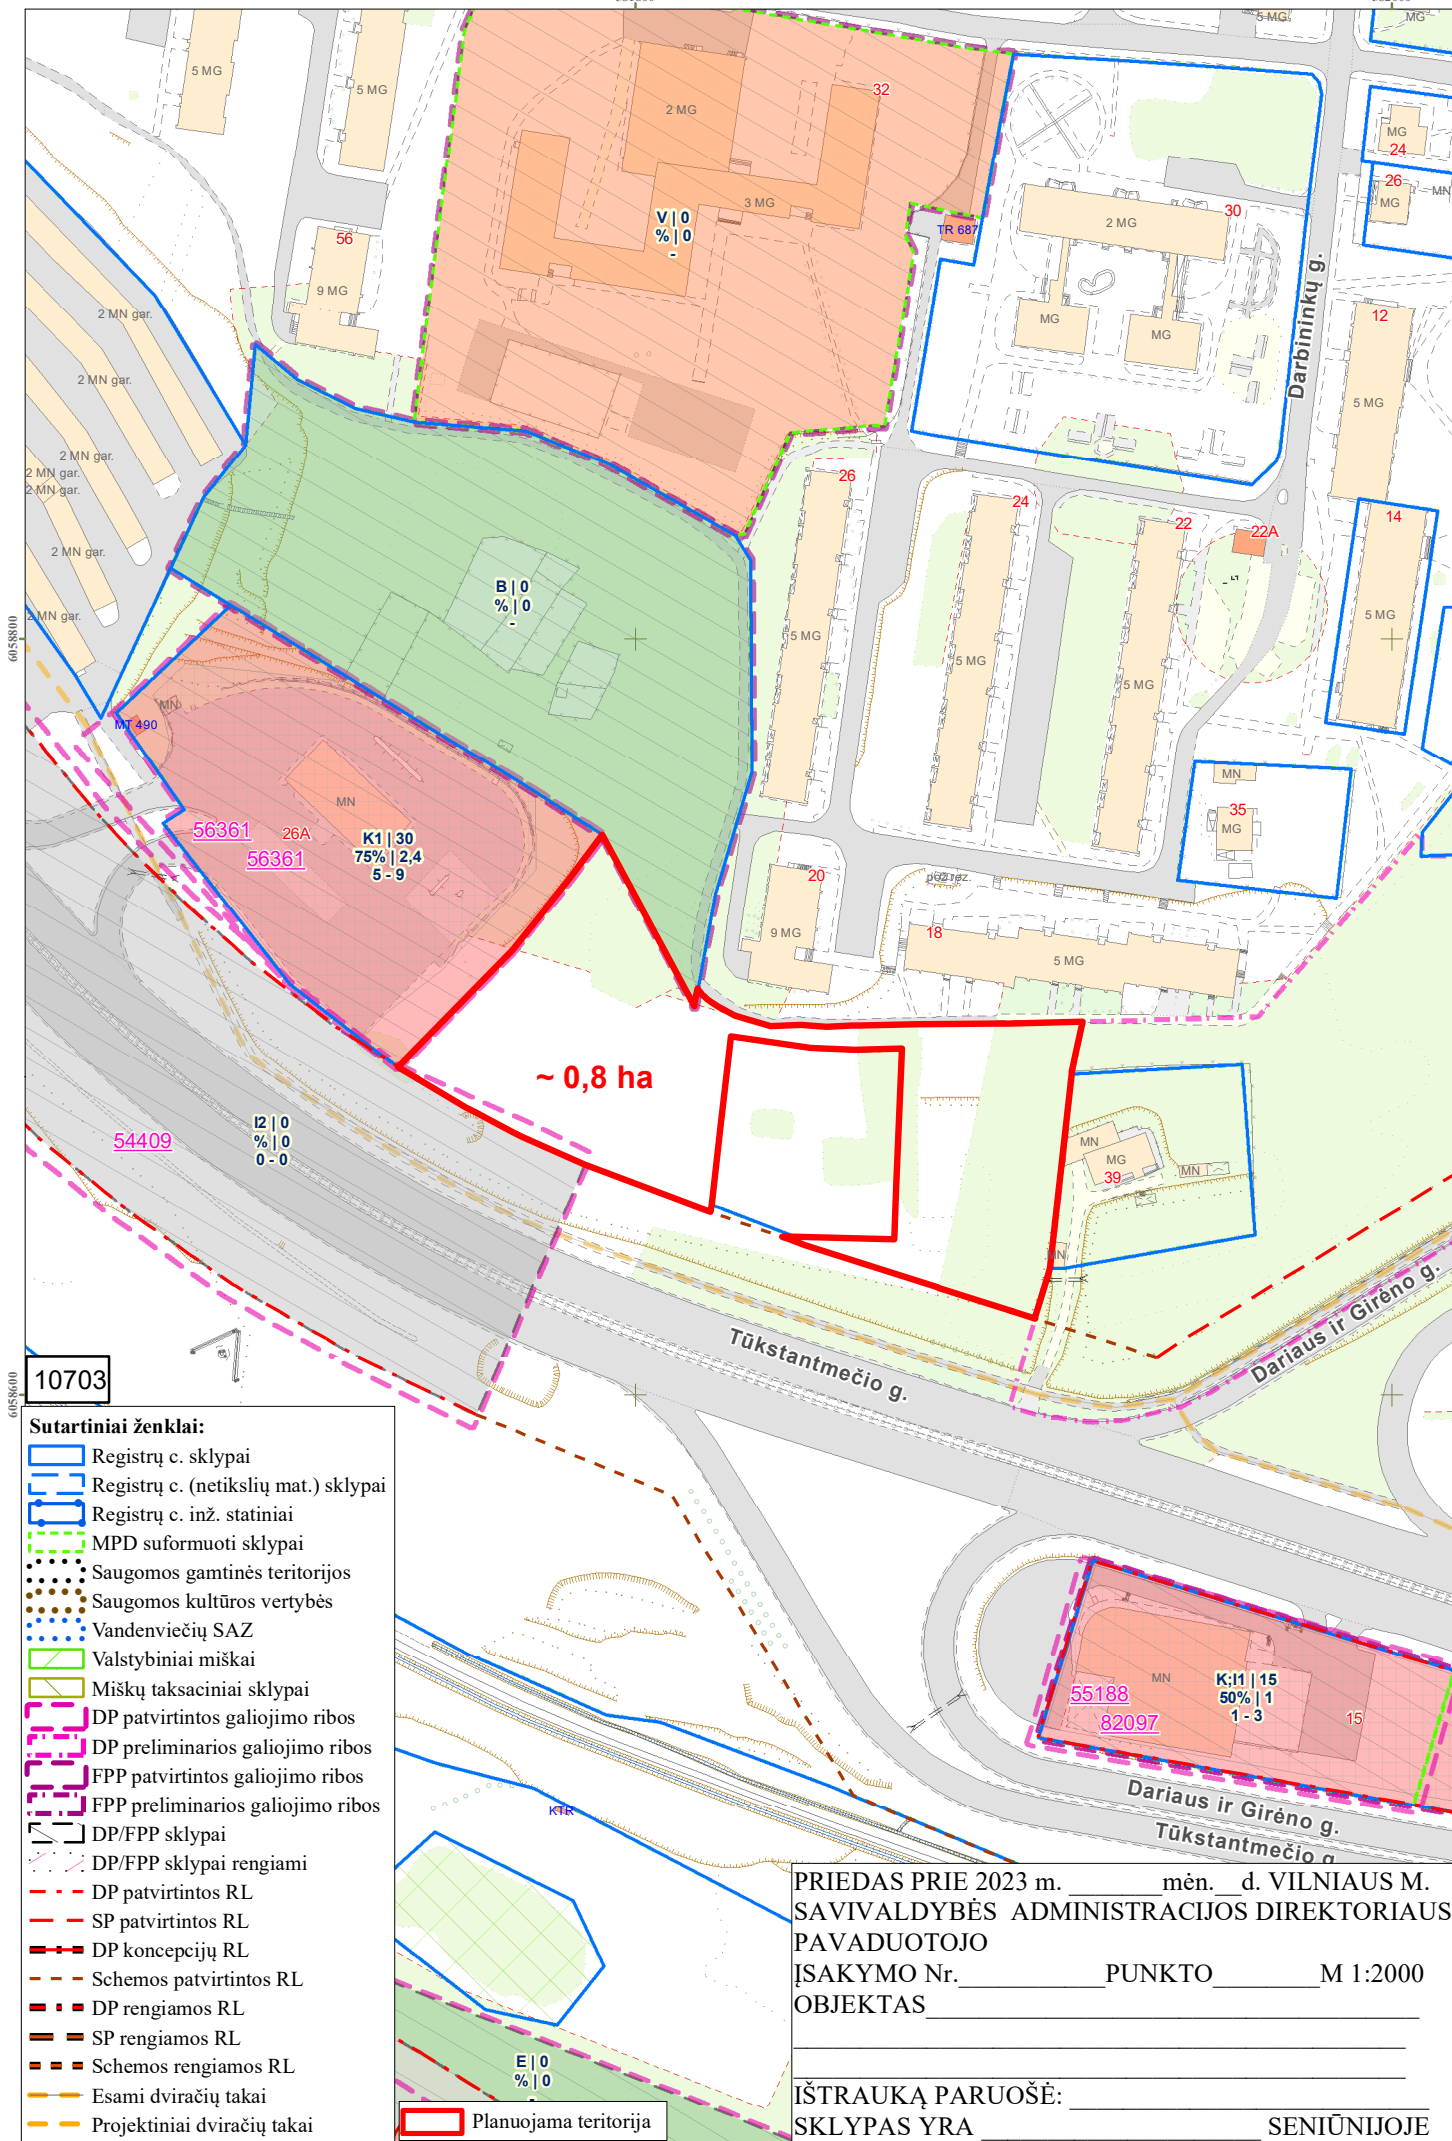 5 MG
MG
5 MG
5 MG
2 MG
32
MG
24
26
MG
MN
3 MG
2 MG
30
V | 0
% | 0
-
TR 687
56
9 MG
Darbininkų g.
12
2 MN gar.
MG
MG
2 MN gar.
5 MG
2 MN gar.
2 MN gar.
2 MN gar.
26
24
22
22A
14
2 MN gar.
B | 0
% | 0
-
2 MN gar.
5 MG
5 MG
5 MG
5 MG
6058800
MN
MT 490
MN
MN
35
MG
56361
26A
56361
K1 | 30
75% | 2,4
5 - 9
20
9 MG
18
5 MG
~ 0,8 ha
54409
I2 | 0
% | 0
0 - 0
MN
MG
MN
39
MN
Dariaus ir Girėno g.
Tūkstantmečio g.
10703
6058600
Sutartiniai ženklai:
Registrų c. sklypai
Registrų c. (netikslių mat.) sklypai
Registrų c. inž. statiniai
MPD suformuoti sklypai
Saugomos gamtinės teritorijos
Saugomos kultūros vertybės
Vandenviečių SAZ
Valstybiniai miškai
Miškų taksaciniai sklypai
DP patvirtintos galiojimo ribos
DP preliminarios galiojimo ribos
FPP patvirtintos galiojimo ribos
FPP preliminarios galiojimo ribos
DP/FPP sklypai
DP/FPP sklypai rengiami
DP patvirtintos RL
SP patvirtintos RL
DP koncepcijų RL
Schemos patvirtintos RL
DP rengiamos RL
SP rengiamos RL
Schemos rengiamos RL
Esami dviračių takai
Projektiniai dviračių takai
MN
K;I1 | 15
50% | 1
1 - 3
55188
82097
15
Dariaus ir Girėno g.
Tūkstantmečio g.
KTR
E | 0
% | 0
-
Planuojama teritorija
PRIEDAS PRIE 2023 m. _______mėn.__d. VILNIAUS M.
SAVIVALDYBĖS ADMINISTRACIJOS DIREKTORIAUS
PAVADUOTOJO
ĮSAKYMO Nr.___________PUNKTO________M 1:2000
OBJEKTAS_____________________________________
IŠTRAUKĄ PARUOŠĖ: ___________________________
SKLYPAS YRA _____________________ SENIŪNIJOJE